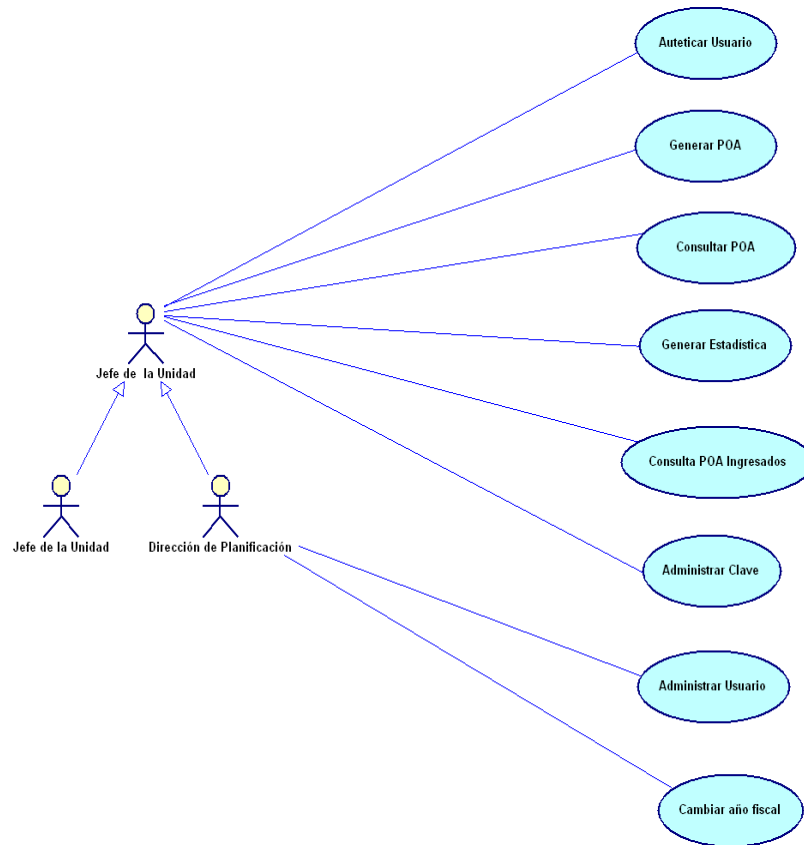 Auteticar Usuario
Generar POA
Consultar POA
Generar Estadística
Jefe de la Unidad
Consulta POA Ingresados
Jefe de la Unidad
Dirección de Planificación
Administrar Clave
Administrar Usuario
Cambiar año fiscal